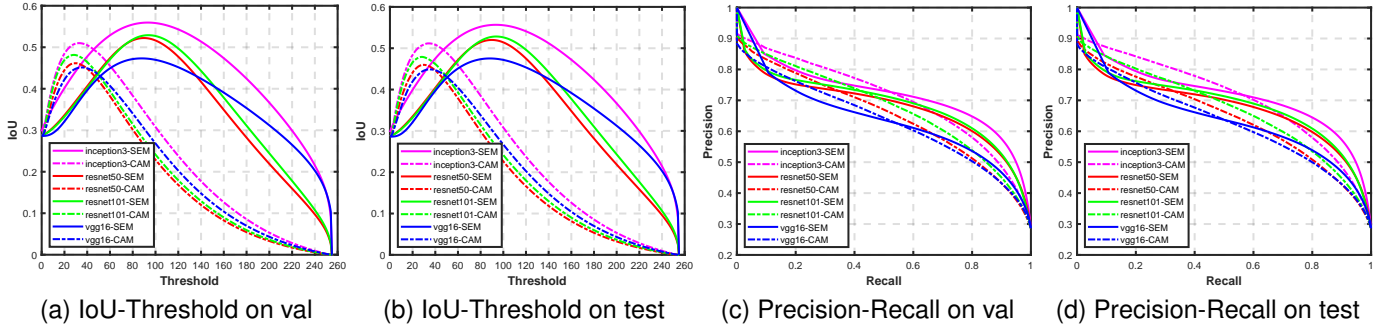 IoU
0.6
0.5
0.4
0.3
0.2
0.1
0
inception3-SEM
inception3-CAM
resnet50-SEM
resnet50-CAM
resnet101-SEM
resnet101-CAM
vgg16-SEM
vgg16-CAM
0 20 40 60 80 100 120 140 160 180 200 220 240 260
Threshold
(a) IoU-Threshold on val
IoU
0.6
0.5
0.4
0.3
0.2
0.1
0
inception3-SEM
inception3-CAM
resnet50-SEM
resnet50-CAM
resnet101-SEM
resnet101-CAM
vgg16-SEM
vgg16-CAM
0 20 40 60 80 100 120 140 160 180 200 220 240 260
Threshold
(b) IoU-Threshold on test
Precision
1
0.9
0.8
0.7
0.6
0.5
0.4
0.3
0.2
inception3-SEM
inception3-CAM
resnet50-SEM
resnet50-CAM
resnet101-SEM
resnet101-CAM
vgg16-SEM
vgg16-CAM
0 0.2 0.4 0.6 0.8 1
Recall
(c) Precision-Recall on val
Precision
1
0.9
0.8
0.7
0.6
0.5
0.4
0.3
0.2
inception3-SEM
inception3-CAM
resnet50-SEM
resnet50-CAM
resnet101-SEM
resnet101-CAM
vgg16-SEM
vgg16-CAM
0 0.2 0.4 0.6 0.8 1
Recall
(d) Precision-Recall on test